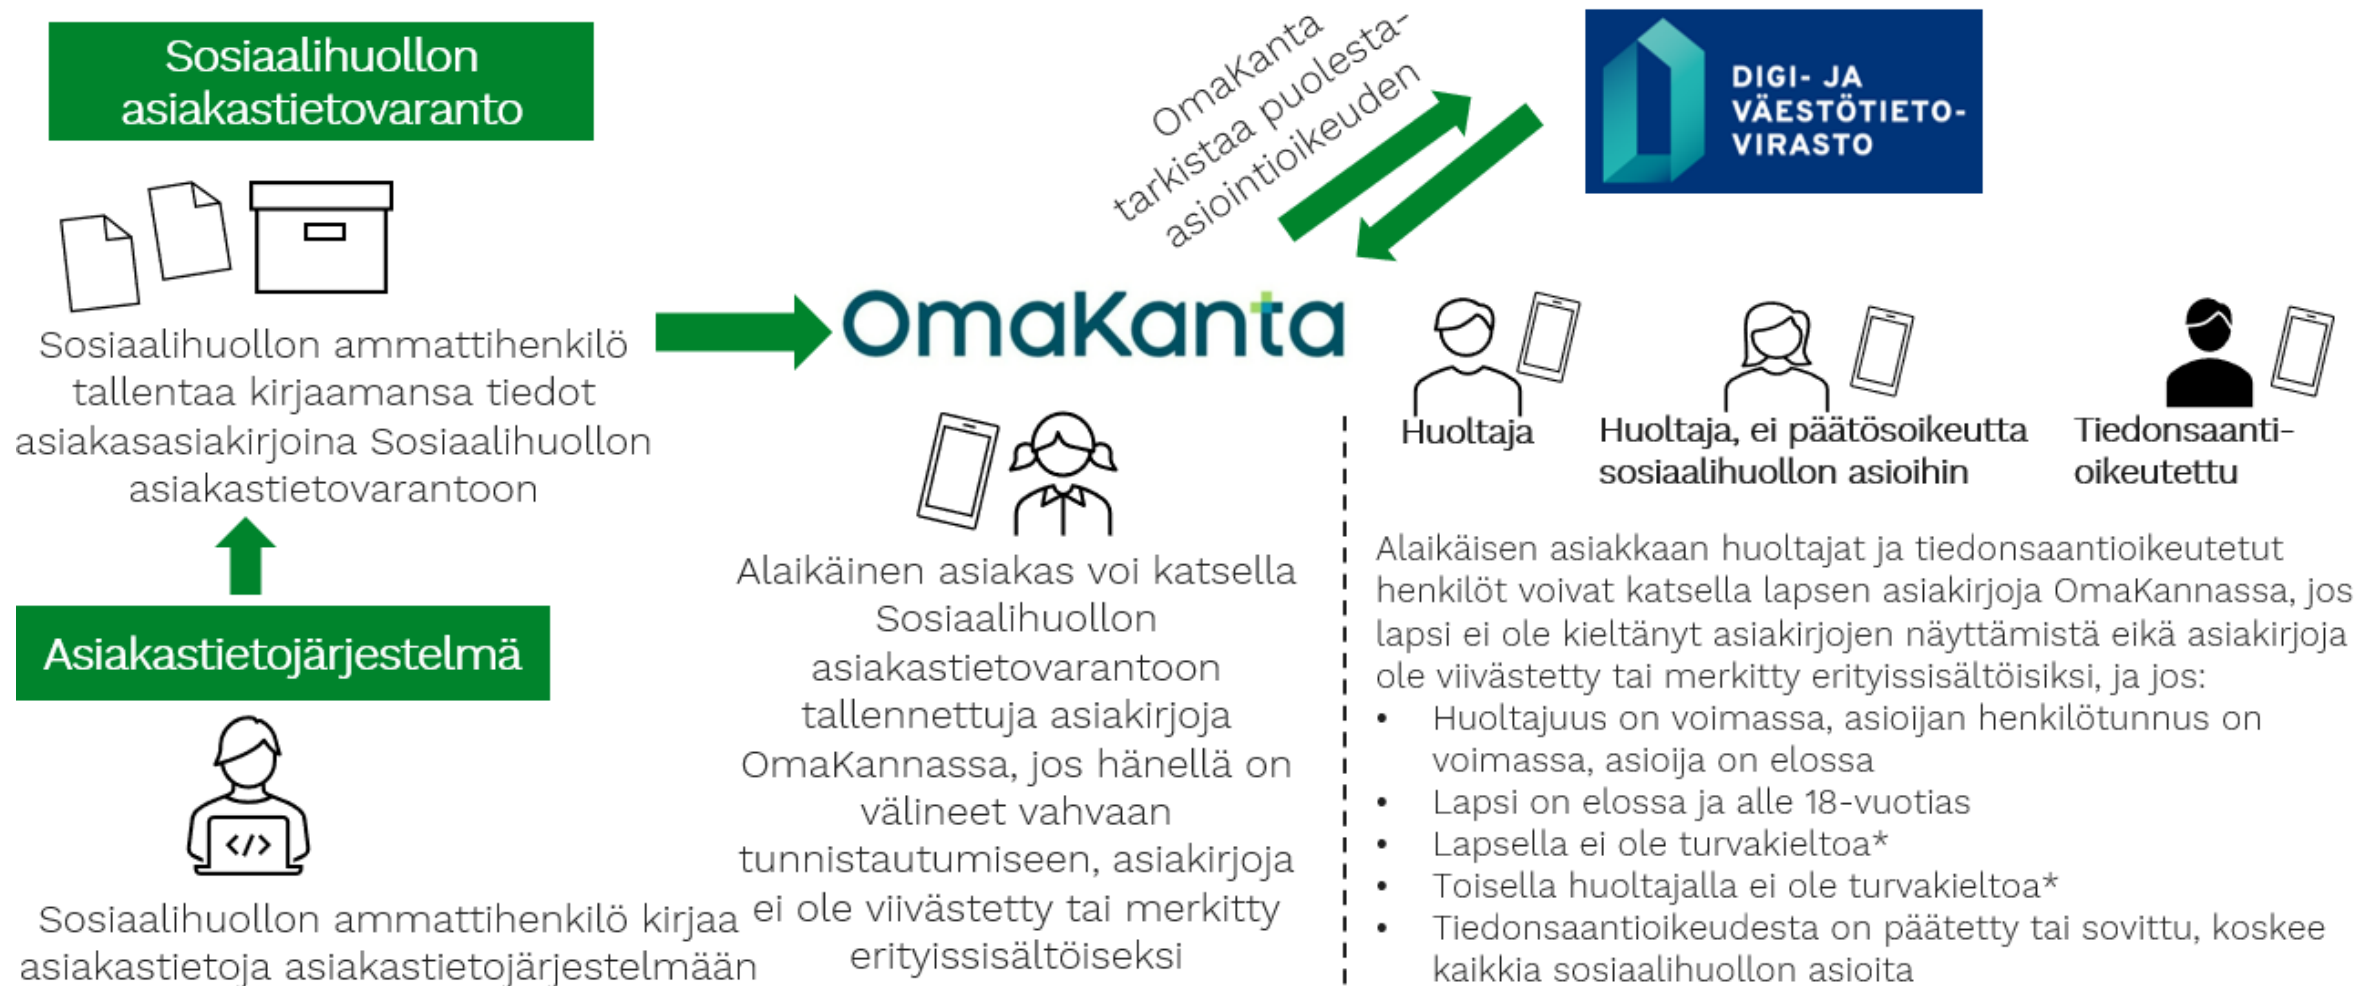 Sosiaalihuollon
asiakastietovaranto
Sosiaalihuollon ammattihenkilö
tallentaa kirjaamansa tiedot
asiakasasiakirjoina Sosiaalihuollon
asiakastietovarantoon
Asiakastietojärjestelmä
</>
Sosiaalihuollon ammattihenkilö kirjaa
asiakastietoja asiakastietojärjestelmään
OmaKanta
Alaikäinen asiakas voi katsella
Sosiaalihuollon
asiakastietovarantoon
tallennettuja asiakirjoja
OmaKannassa, jos hänellä on
välineet vahvaan
tunnistautumiseen, asiakirjoja
ei ole viivästetty tai merkitty
erityissisältöiseksi
OmaKanta
tarkistaa puolesta-
asiointioikeuden
DIGI- JA
VÄESTÖTIETO-
VIRASTO
Huoltaja
Huoltaja, ei päätösoikeutta
sosiaalihuollon asioihin
Tiedonsaanti-
oikeutettu
Alaikäisen asiakkaan huoltajat ja tiedonsaantioikeutetut
henkilöt voivat katsella lapsen asiakirjoja OmaKannassa, jos
lapsi ei ole kieltänyt asiakirjojen näyttämistä eikä asiakirjoja
ole viivästetty tai merkitty erityissisältöisiksi, ja jos:
• Huoltajuus on voimassa, asioijan henkilötunnus on
voimassa, asioija on elossa
• Lapsi on elossa ja alle 18-vuotias
• Lapsella ei ole turvakieltoa*
• Toisella huoltajalla ei ole turvakieltoa*
• Tiedonsaantioikeudesta on päätetty tai sovittu, koskee
kaikkia sosiaalihuollon asioita